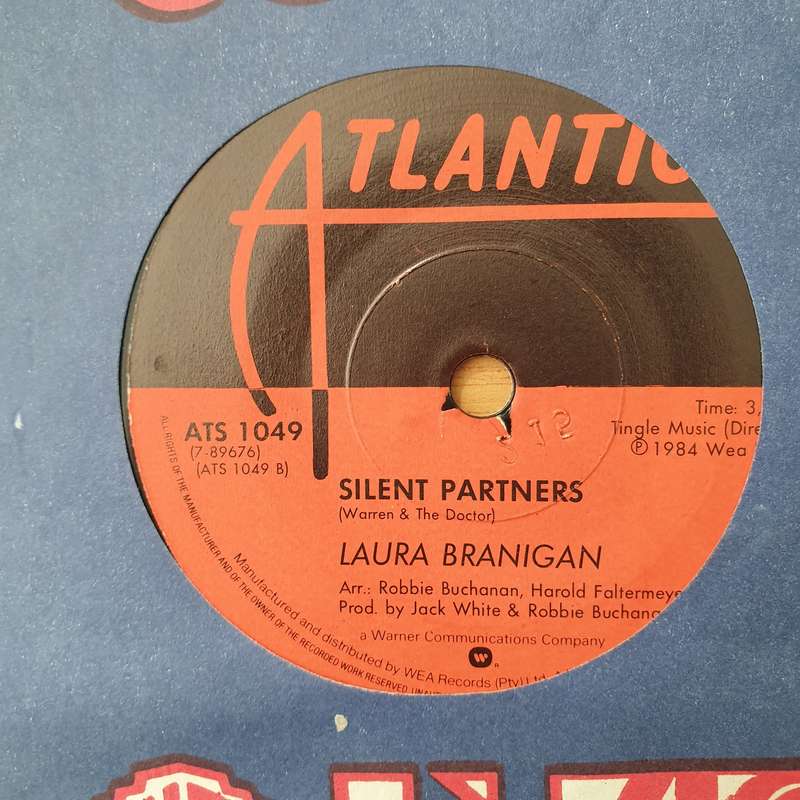 ATLANTIC
ATS 1049
(7-89676)
(ATS 1049 B)
Time: 3,
Tingle Music (Dire
℗ 1984 Wea
512
SILENT PARTNERS
(Warren & The Doctor)
LAURA BRANIGAN
Arr.: Robbie Buchanan, Harold Faltermeye
Prod. by Jack White & Robbie Buchana
a Warner Communications Company
Manufactured and distributed by WEA Records (Pty) Ltd.
ALL RIGHTS OF THE MANUFACTURER AND OF THE OWNER OF THE RECORDED WORK RESERVED. UNAUT